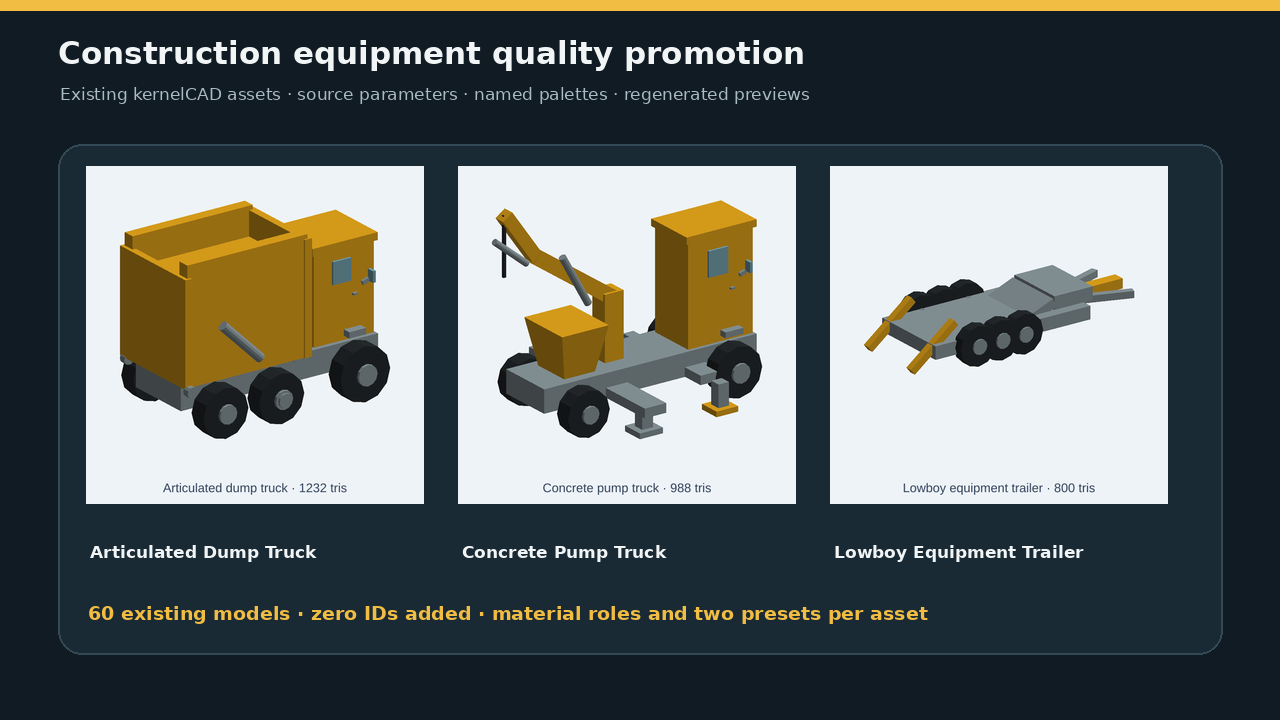 Construction equipment quality promotion
Existing kernelCAD assets · source parameters · named palettes · regenerated previews
Articulated dump truck · 1232 tris
Concrete pump truck · 988 tris
Lowboy equipment trailer · 800 tris
Articulated Dump Truck
Concrete Pump Truck
Lowboy Equipment Trailer
60 existing models · zero IDs added · material roles and two presets per asset